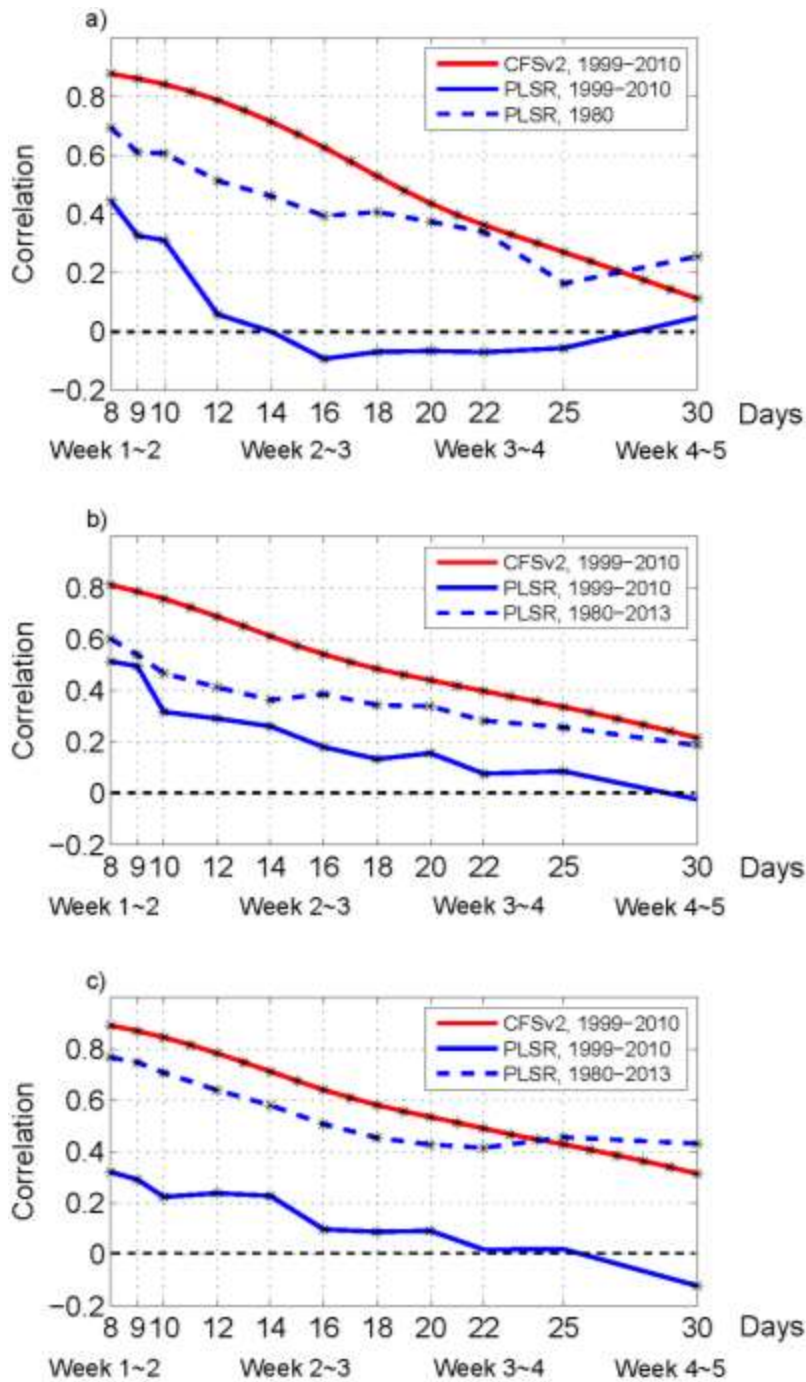 a)
CFSv2, 1999−2010
PLSR, 1999−2010
PLSR, 1980
Correlation
0.8
0.6
0.4
0.2
0
−0.2
8 9 10 12 14 16 18 20 22 25 30 Days
Week 1~2 Week 2~3 Week 3~4 Week 4~5
b)
CFSv2, 1999−2010
PLSR, 1999−2010
PLSR, 1980−2013
Correlation
0.8
0.6
0.4
0.2
0
−0.2
8 9 10 12 14 16 18 20 22 25 30 Days
Week 1~2 Week 2~3 Week 3~4 Week 4~5
c)
CFSv2, 1999−2010
PLSR, 1999−2010
PLSR, 1980−2013
Correlation
0.8
0.6
0.4
0.2
0
−0.2
8 9 10 12 14 16 18 20 22 25 30 Days
Week 1~2 Week 2~3 Week 3~4 Week 4~5